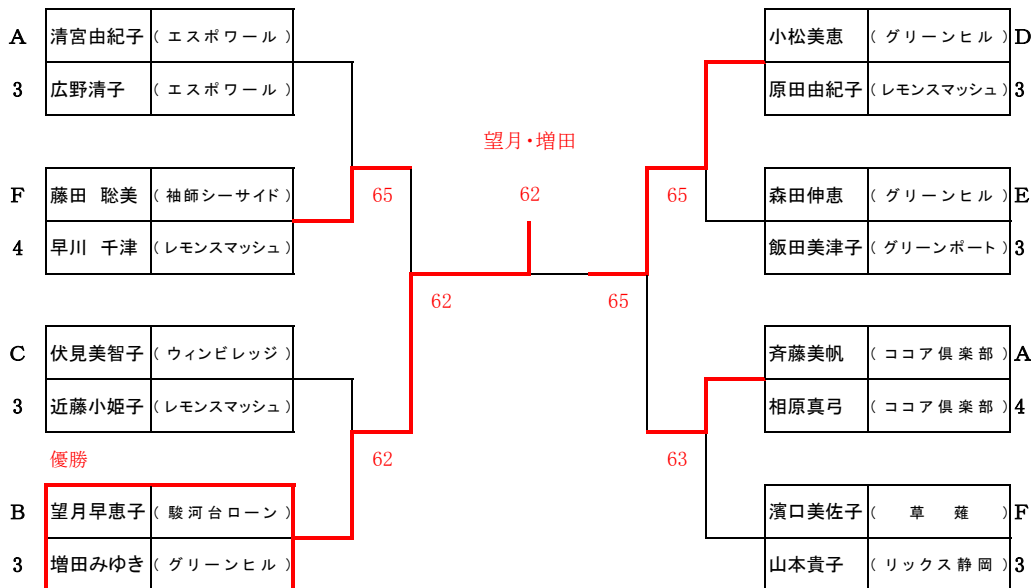 A 清宮由紀子 (エスポワール)
3 広野清子 (エスポワール)
F 藤田 聡美 (袖師シーサイド)
4 早川 千津 (レモンスマッシュ)
65
C 伏見美智子 (ウィンビレッジ)
3 近藤小姫子 (レモンスマッシュ)
優勝
B 望月早恵子 (駿河台ローン)
3 増田みゆき (グリーンヒル)
62
62
望月・増田
62
小松美恵 (グリーンヒル) D
原田由紀子 (レモンスマッシュ) 3
65
森田伸恵 (グリーンヒル) E
飯田美津子 (グリーンポート) 3
65
斉藤美帆 (ココア倶楽部) A
相原真弓 (ココア倶楽部) 4
63
濱口美佐子 (草薙) F
山本貴子 (リックス静岡) 3